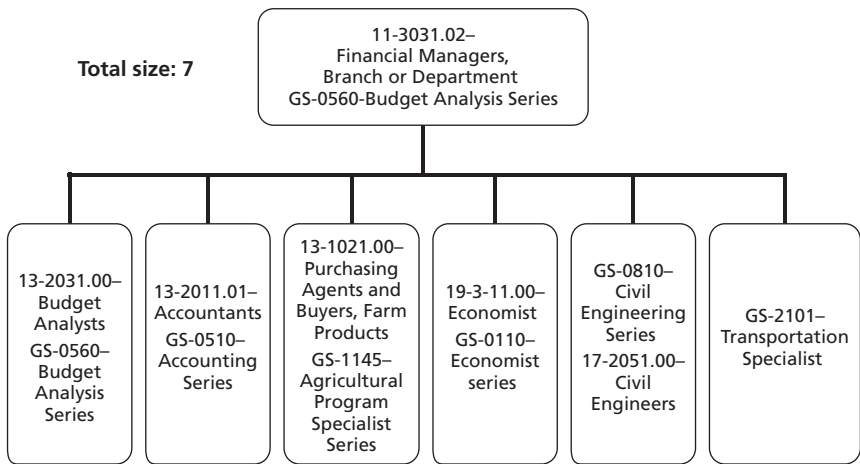 Total size: 7
11-3031.02–
Financial Managers,
Branch or Department
GS-0560-Budget Analysis Series
13-2031.00–
Budget
Analysts
GS-0560–
Budget
Analysis
Series
13-2011.01–
Accountants
GS-0510–
Accounting
Series
13-1021.00–
Purchasing
Agents and
Buyers, Farm
Products
GS-1145–
Agricultural
Program
Specialist
Series
19-3-11.00–
Economist
GS-0110–
Economist
series
GS-0810–
Civil
Engineering
Series
17-2051.00–
Civil
Engineers
GS-2101–
Transportation
Specialist